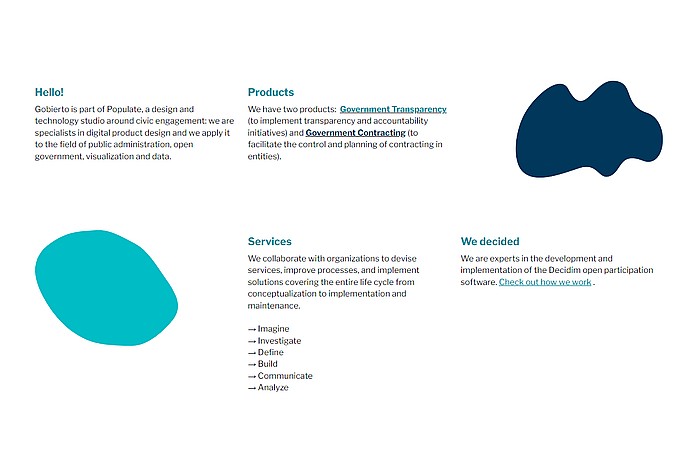 Hello!
Gobierto is part of Populate, a design and
technology studio around civic engagement: we are
specialists in digital product design and we apply it
to the field of public administration, open
government, visualization and data.
Products
We have two products: Government Transparency
(to implement transparency and accountability
initiatives) and Government Contracting (to
facilitate the control and planning of contracting in
entities).
Services
We collaborate with organizations to devise
services, improve processes, and implement
solutions covering the entire life cycle from
conceptualization to implementation and
maintenance.
→ Imagine
→ Investigate
→ Define
→ Build
→ Communicate
→ Analyze
We decided
We are experts in the development and
implementation of the Decidim open participation
software. Check out how we work .